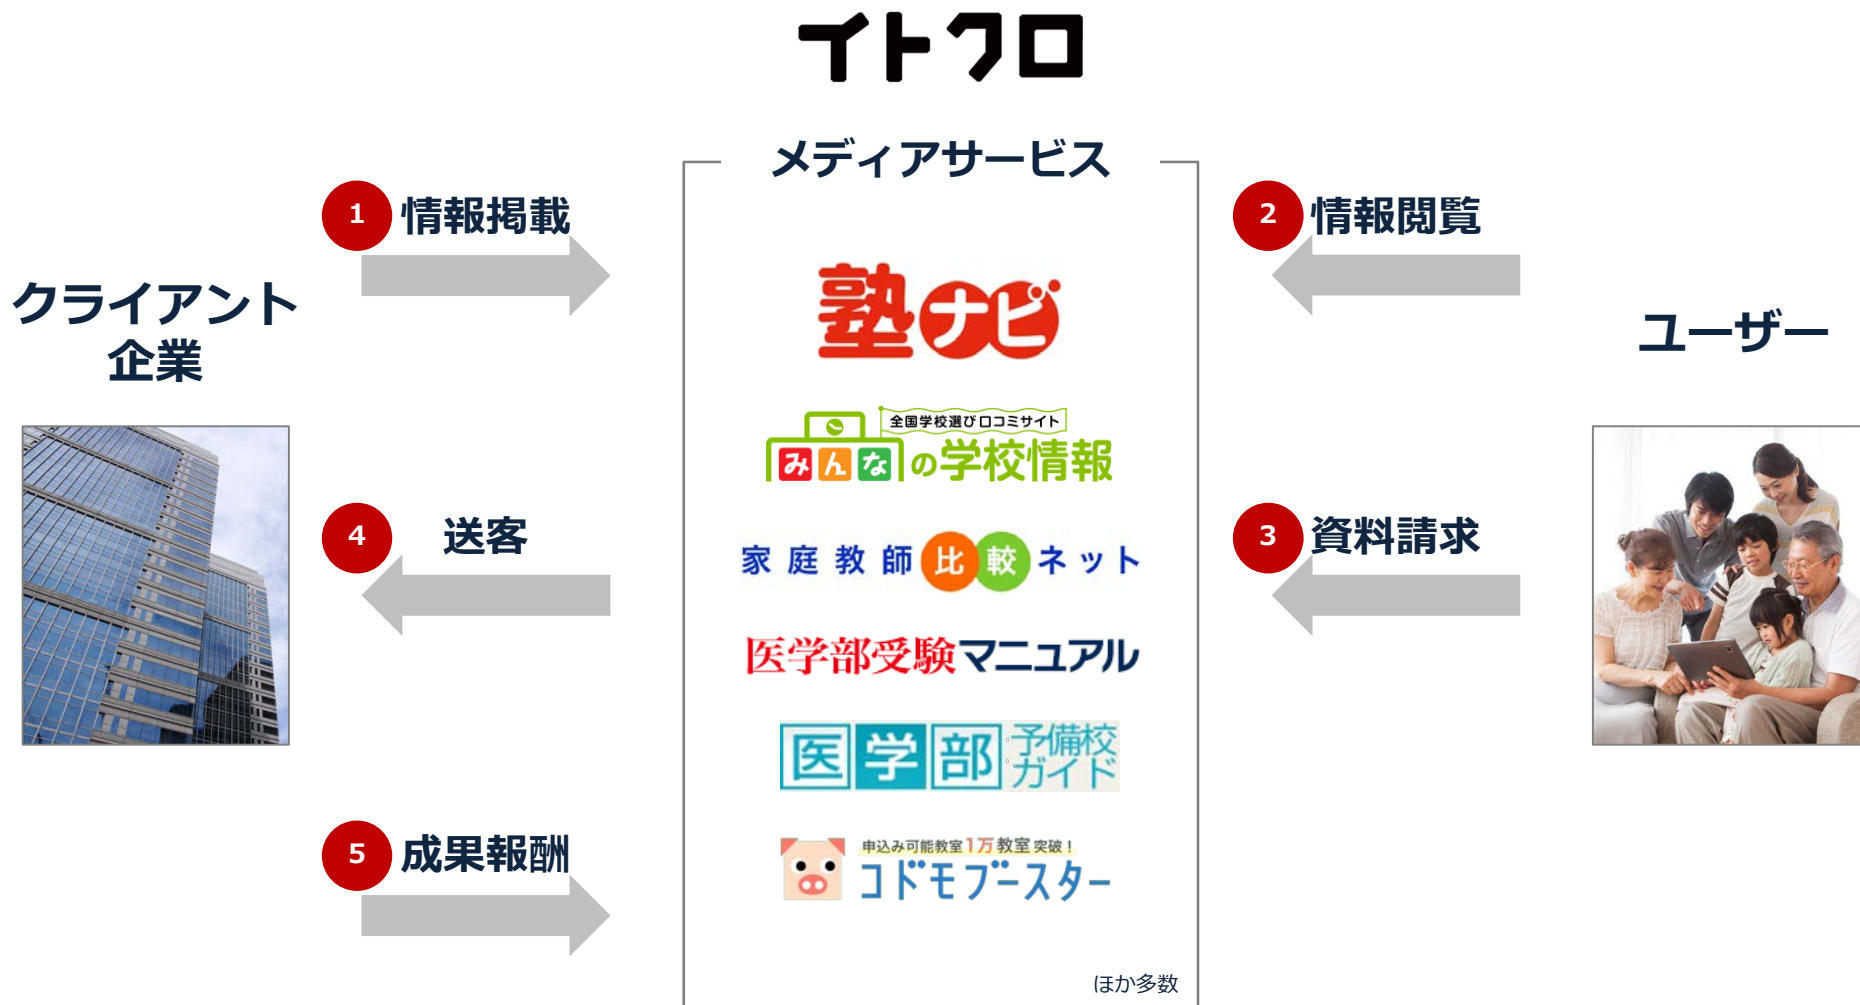 イトクロ
メディアサービス
1 情報掲載
2 情報閲覧
クライアント
企業
ユーザー
塾ナビ
全国学校選び口コミサイト
みんなの学校情報
4 送客
3 資料請求
家庭教師比較ネット
医学部受験マニュアル
医学部予備校
ガイド
5 成果報酬
申込み可能教室1万教室突破!
コドモブースター
ほか多数